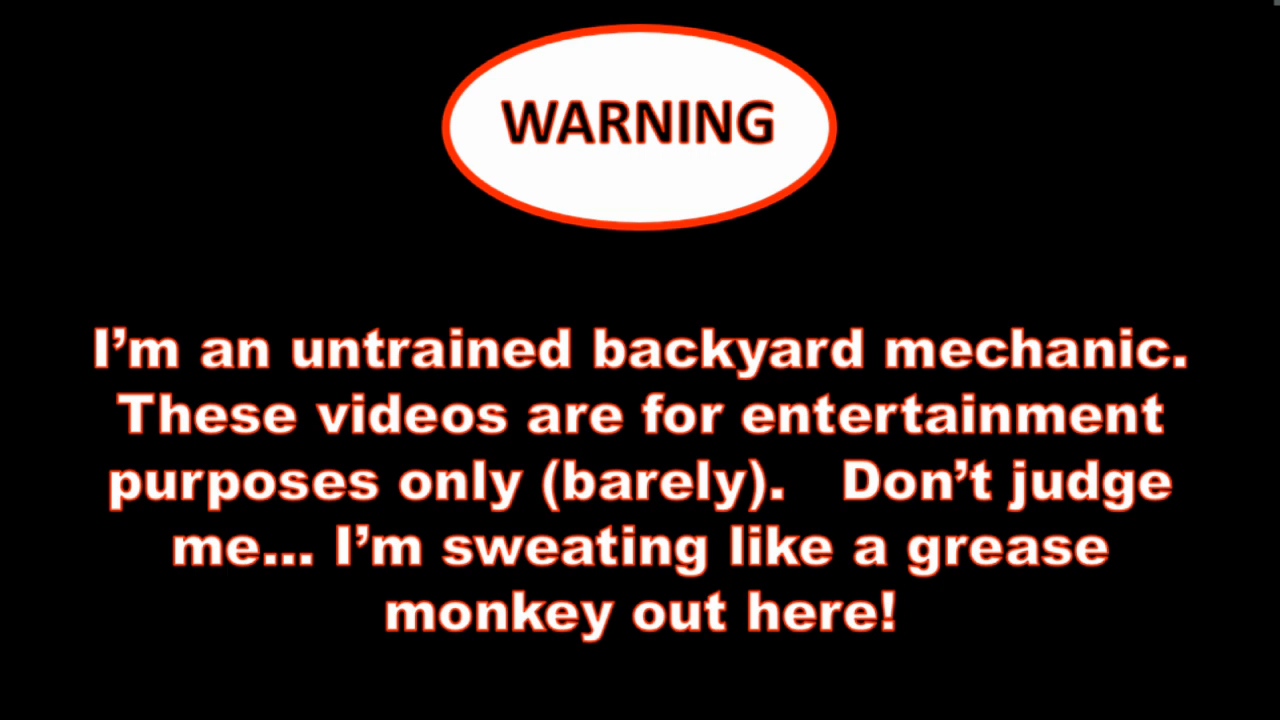 WARNING
I’m an untrained backyard mechanic.
These videos are for entertainment
purposes only (barely).   Don’t judge
me... I’m sweating like a grease
monkey out here!